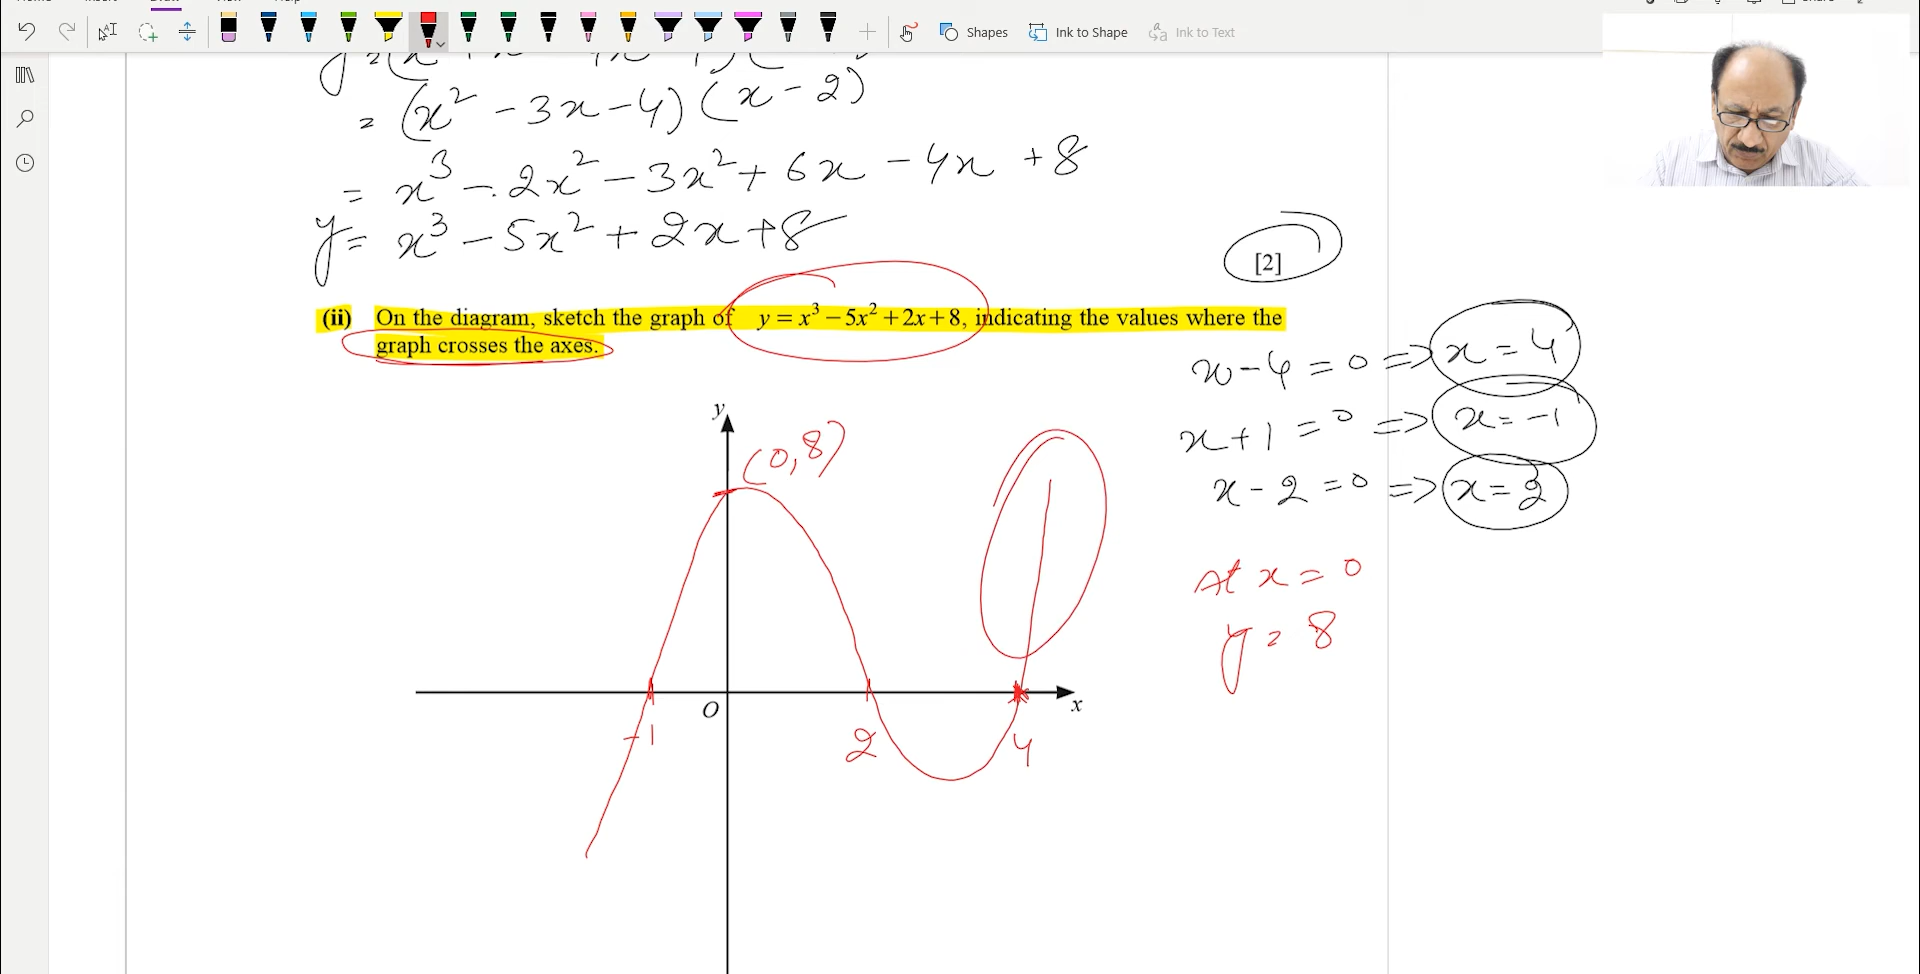 Shapes
Ink to Shape
Ink to Text
= (x² - 3x - 4) (x - 2)
= x³ - 2x² - 3x² + 6x - 4x + 8
y = x³ - 5x² + 2x + 8
[2]
(ii) On the diagram, sketch the graph of y = x³ − 5x² + 2x + 8, indicating the values where the
graph crosses the axes.
x - 4 = 0 => x = 4
x + 1 = 0 => x = -1
x - 2 = 0 => x = 2
y
(0,8)
At x = 0
y = 8
O
x
-1
2
4